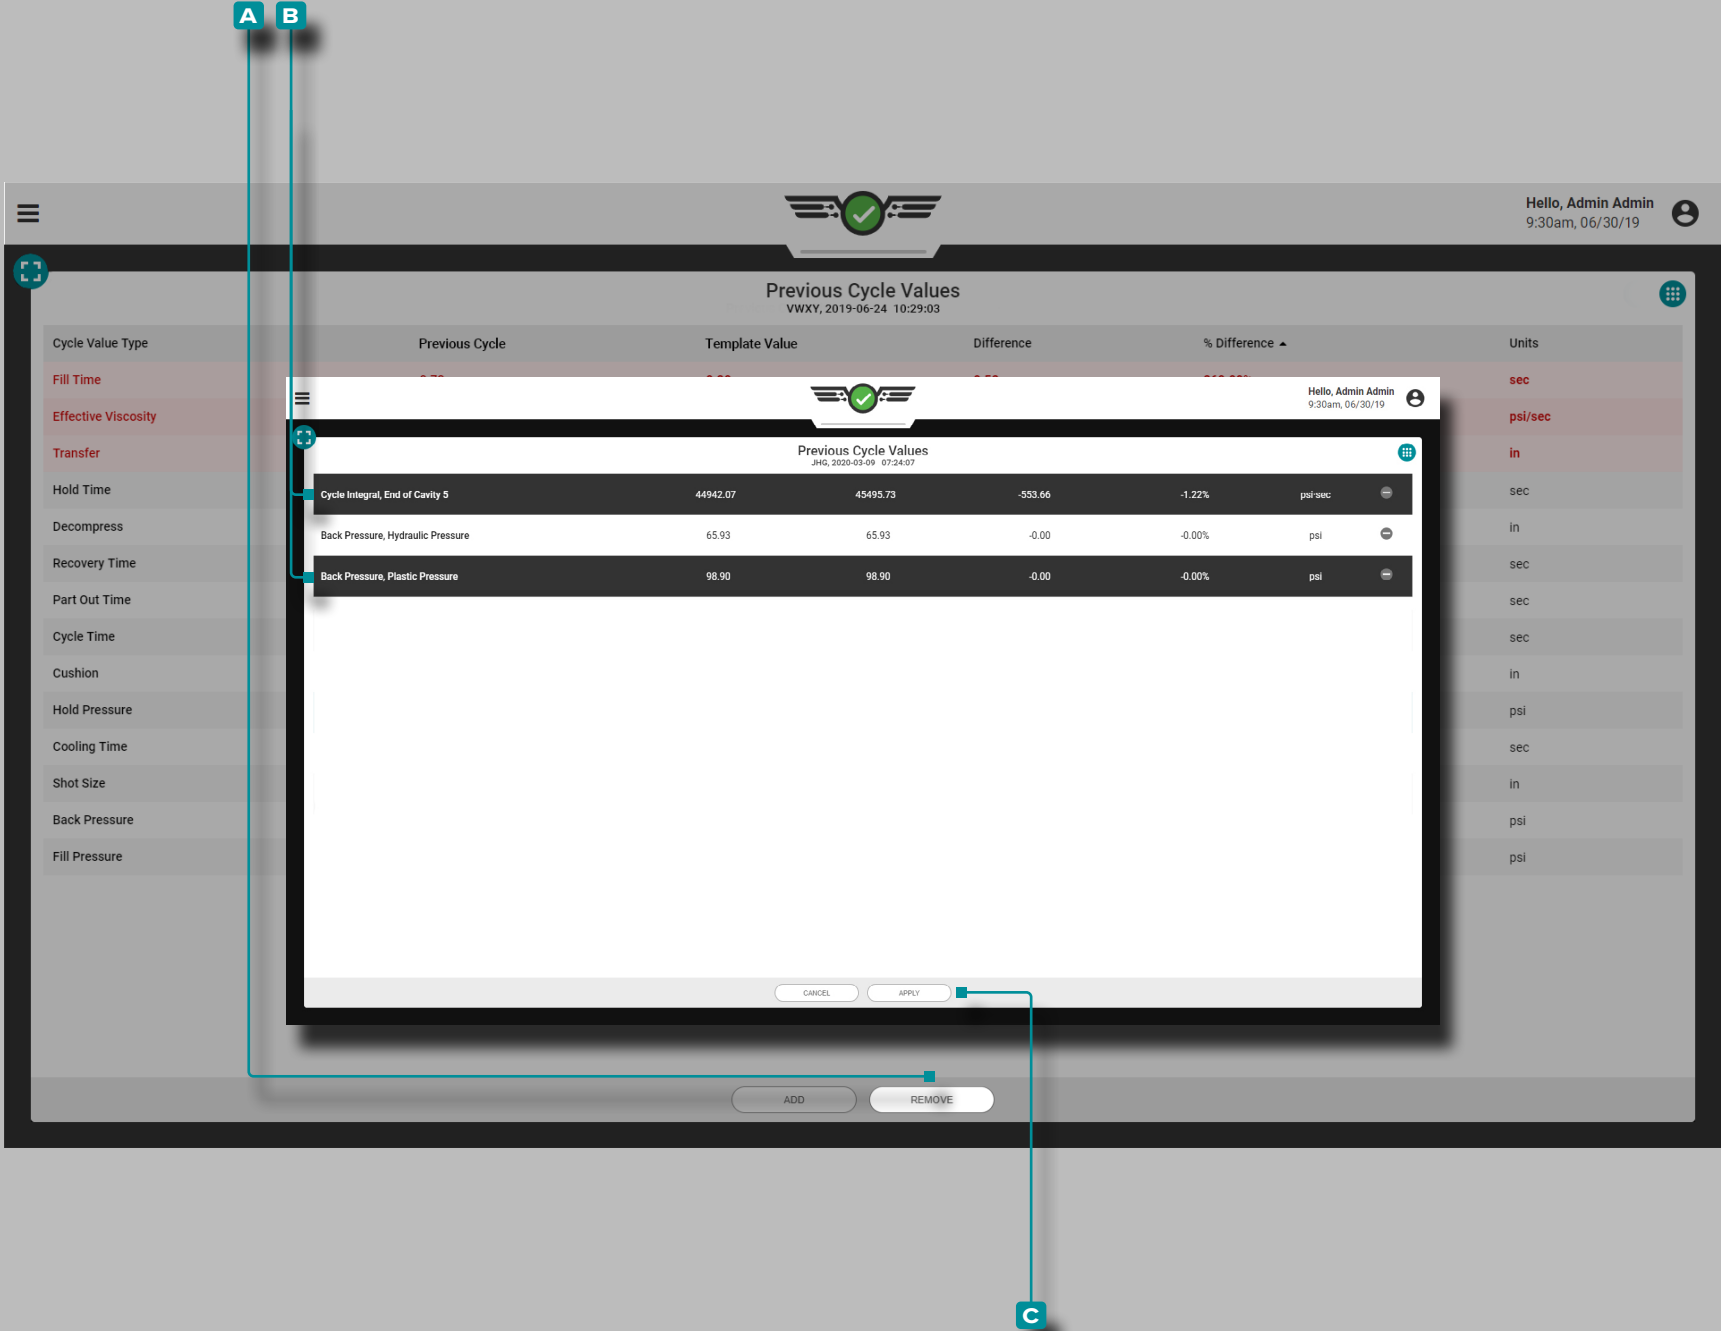 A B
Hello, Admin Admin
9:30am, 06/30/19
Previous Cycle Values
VWXY, 2019-06-24 10:29:03
Cycle Value Type Previous Cycle Template Value Difference % Difference Units
Fill Time sec
Effective Viscosity psi/sec
Transfer in
Hold Time sec
Decompress in
Recovery Time sec
Part Out Time sec
Cycle Time sec
Cushion in
Hold Pressure psi
Cooling Time sec
Shot Size in
Back Pressure psi
Fill Pressure psi
Hello, Admin Admin
9:30am, 06/30/19
Previous Cycle Values
JHG, 2020-03-09 07:24:07
Cycle Integral, End of Cavity 5 44942.07 45495.73 -553.66 -1.22% psi·sec
Back Pressure, Hydraulic Pressure 65.93 65.93 -0.00 -0.00% psi
Back Pressure, Plastic Pressure 98.90 98.90 -0.00 -0.00% psi
CANCEL APPLY
ADD REMOVE
C